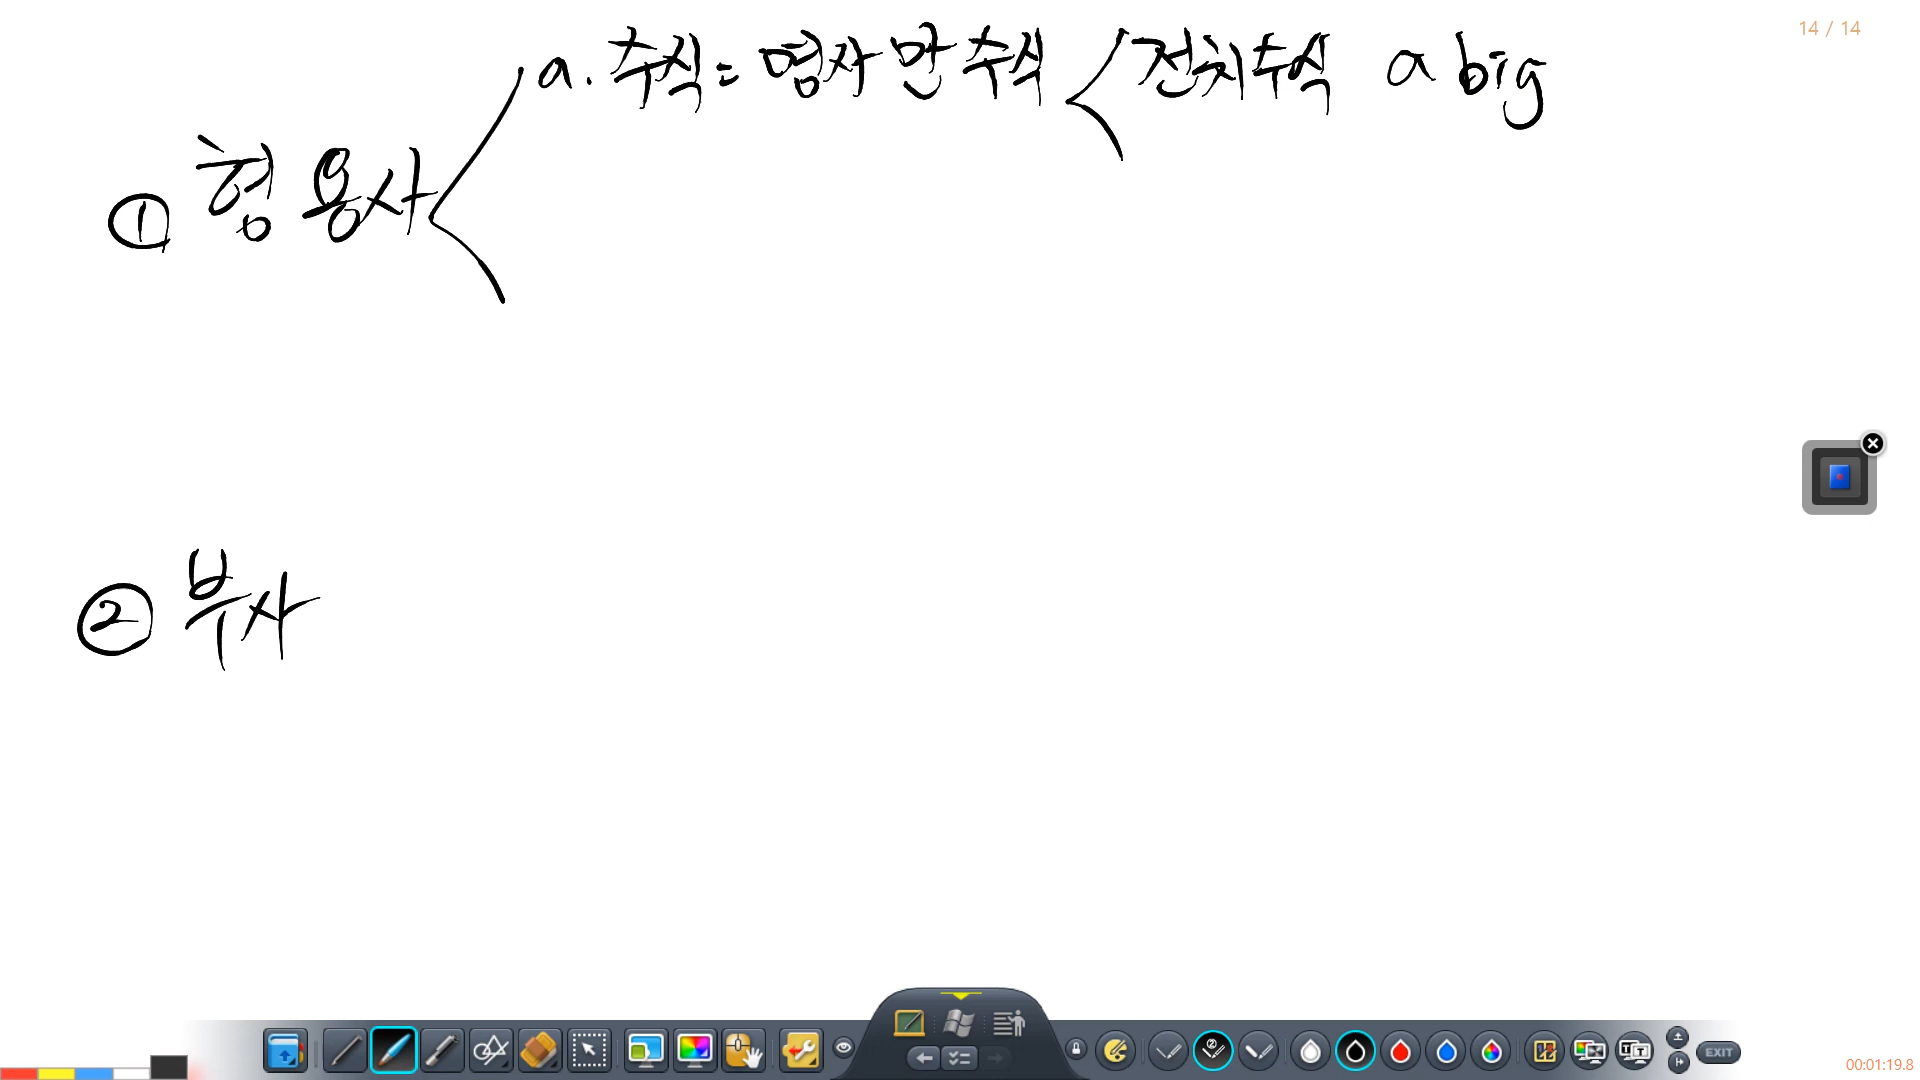 14 / 14
a. 수식 = 명사만 수식 < 전치수식 a big
① 형용사
② 부사
EXIT
00:01:19.8